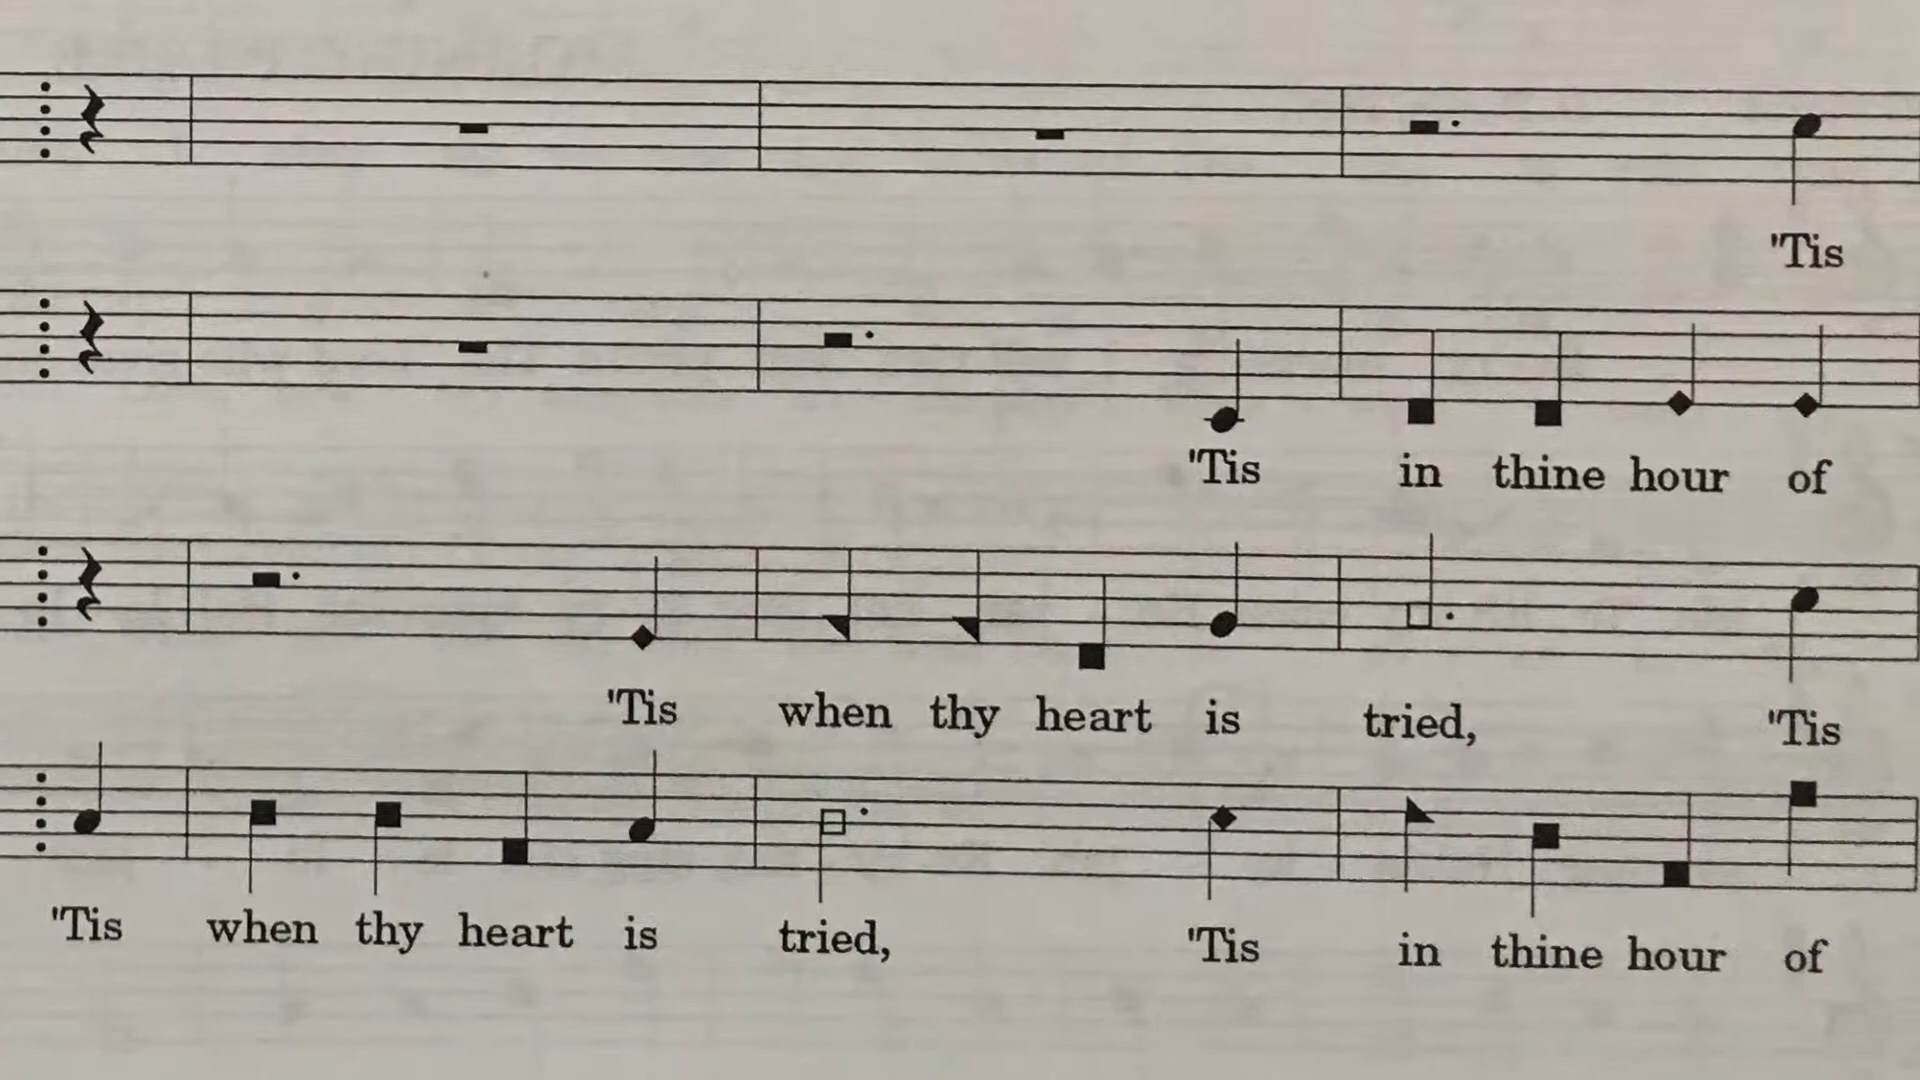 'Tis
'Tis in thine hour of
'Tis when thy heart is tried, 'Tis
'Tis when thy heart is tried, 'Tis in thine hour of